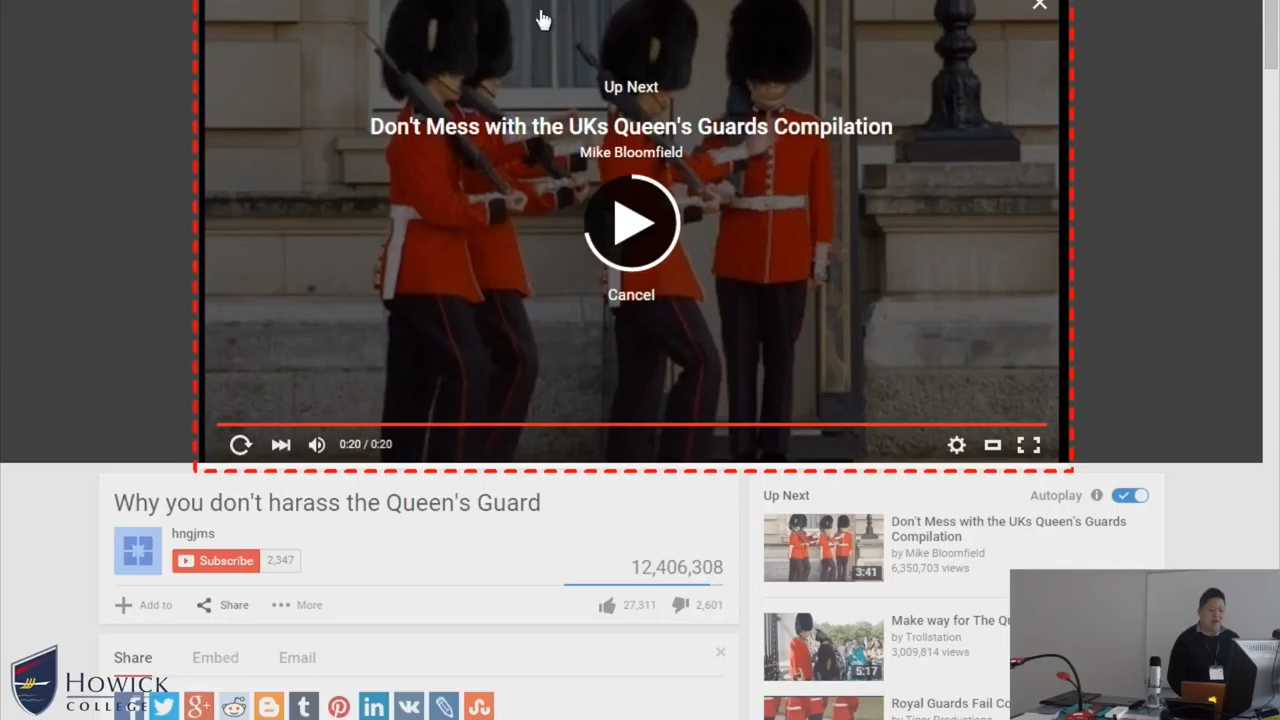 Up Next
Don't Mess with the UKs Queen's Guards Compilation
Mike Bloomfield
Cancel
0:20 / 0:20
Why you don't harass the Queen's Guard
hngjms
Subscribe 2,347
12,406,308
Add to Share More 27,311 2,601
Share Embed Email
Up Next Autoplay
Don't Mess with the UKs Queen's Guards
Compilation
by Mike Bloomfield
6,350,703 views
3:41
Make way for The
by Trollstation
3,009,814 views
5:17
Royal Guards Fail
by Tiger Productions
HOWICK
COLLEGE